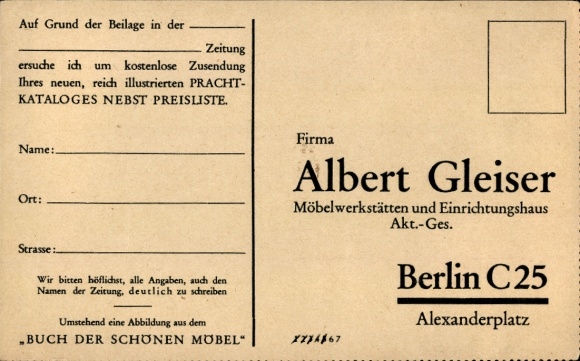 Auf Grund der Beilage in der
Zeitung
ersuche ich um kostenlose Zusendung
Ihres neuen, reich illustrierten PRACHT-
KATALOGES NEBST PREISLISTE.
Name:
Ort:
Strasse:
Wir bitten höflichst, alle Angaben, auch den
Namen der Zeitung, deutlich zu schreiben
Umstehend eine Abbildung aus dem
„BUCH DER SCHÖNEN MÖBEL“
Firma
Albert Gleiser
Möbelwerkstätten und Einrichtungshaus
Akt.-Ges.
Berlin C 25
Alexanderplatz
67